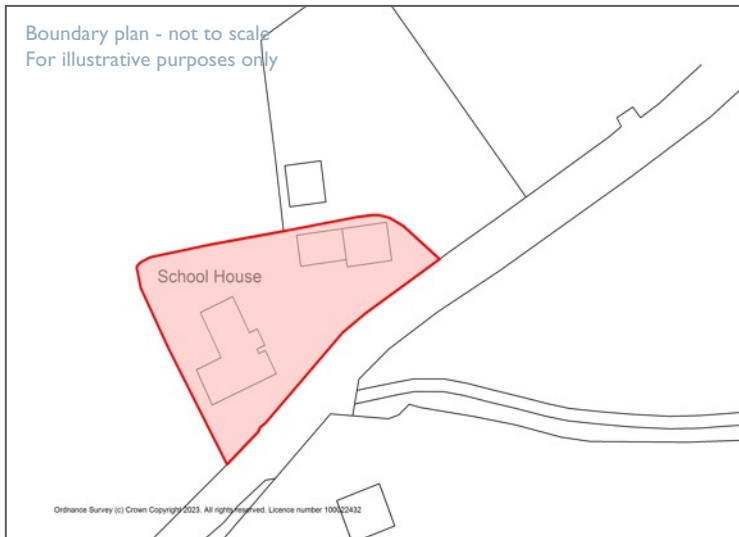 Boundary plan - not to scale
For illustrative purposes only
School House
Ordnance Survey (c) Crown Copyright 2023. All rights reserved. Licence number 100022432